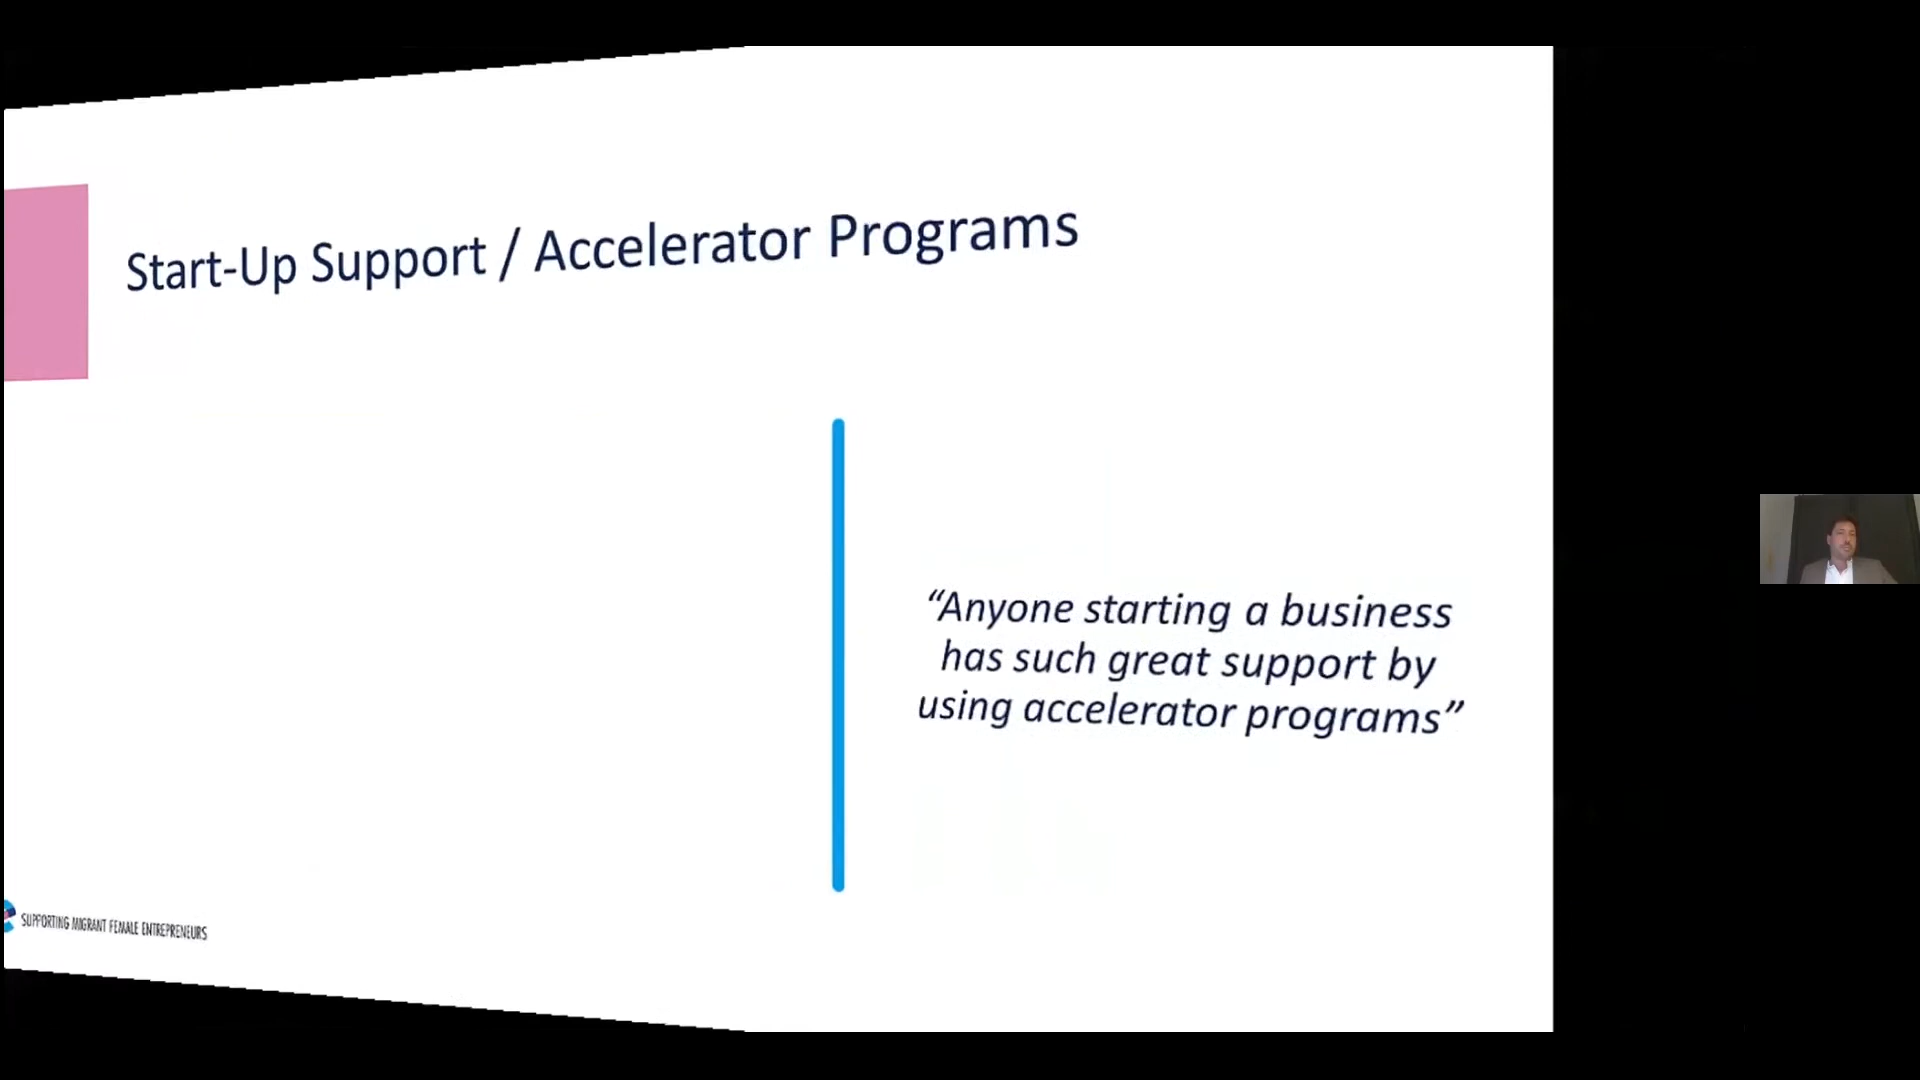 Start-Up Support / Accelerator Programs
“Anyone starting a business
has such great support by
using accelerator programs”
SUPPORTING MIGRANT FEMALE ENTREPRENEURS